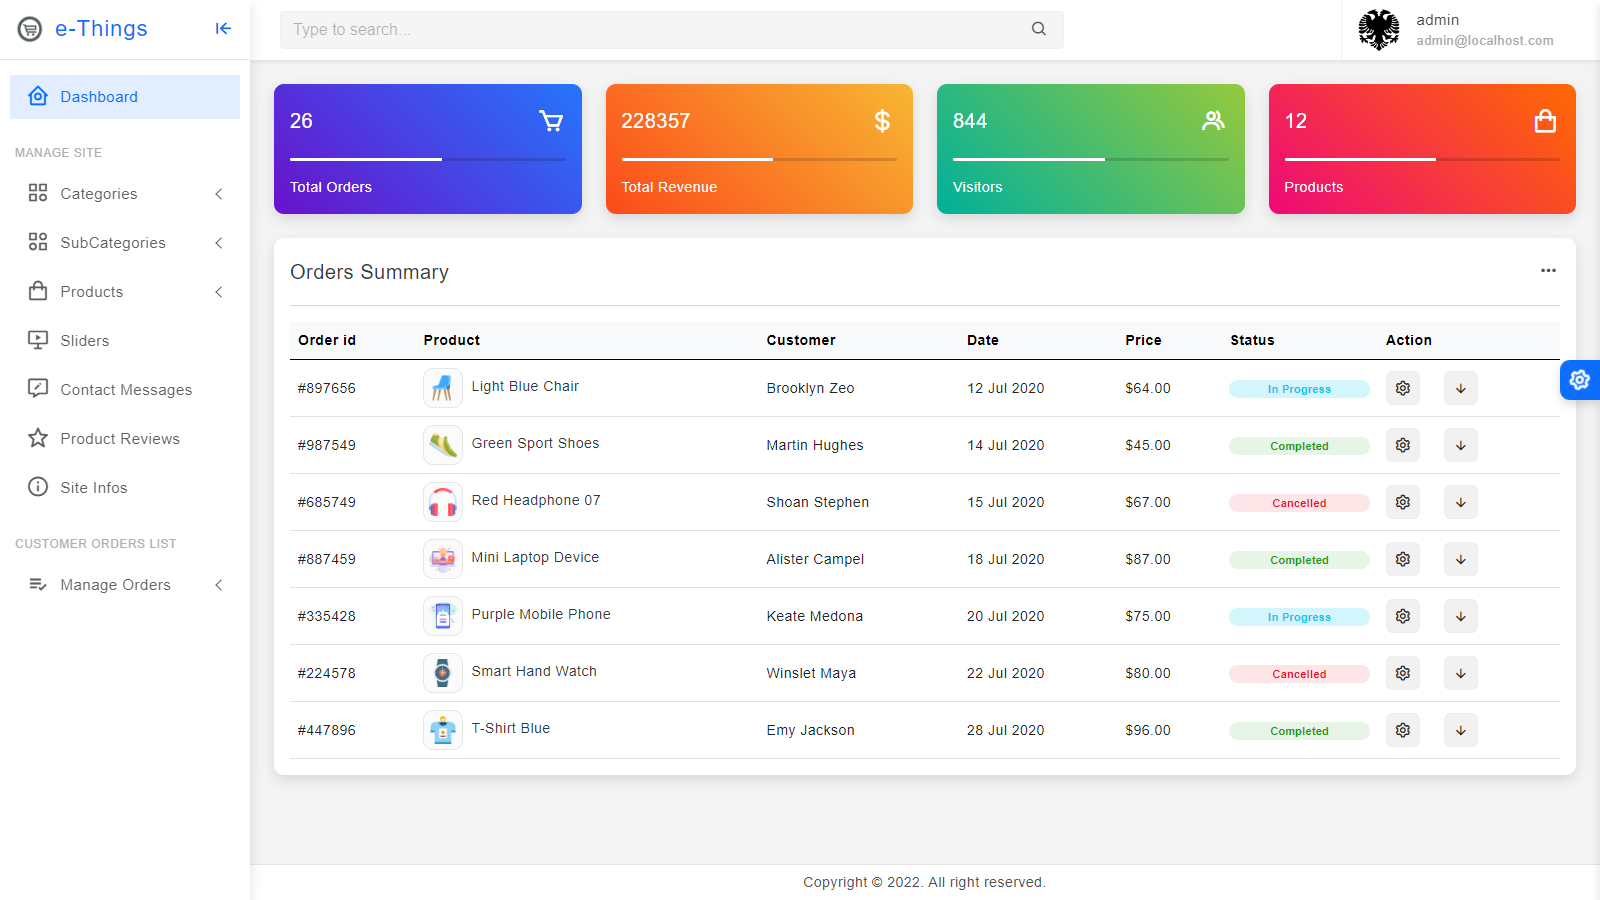 e-Things
Type to search...
admin
admin@localhost.com
Dashboard
MANAGE SITE
Categories
SubCategories
Products
Sliders
Contact Messages
Product Reviews
Site Infos
CUSTOMER ORDERS LIST
Manage Orders
26
Total Orders
228357
Total Revenue
844
Visitors
12
Products
Orders Summary
Order id Product Customer Date Price Status Action
#897656 Light Blue Chair Brooklyn Zeo 12 Jul 2020 $64.00 In Progress
#987549 Green Sport Shoes Martin Hughes 14 Jul 2020 $45.00 Completed
#685749 Red Headphone 07 Shoan Stephen 15 Jul 2020 $67.00 Cancelled
#887459 Mini Laptop Device Alister Campel 18 Jul 2020 $87.00 Completed
#335428 Purple Mobile Phone Keate Medona 20 Jul 2020 $75.00 In Progress
#224578 Smart Hand Watch Winslet Maya 22 Jul 2020 $80.00 Cancelled
#447896 T-Shirt Blue Emy Jackson 28 Jul 2020 $96.00 Completed
Copyright © 2022. All right reserved.